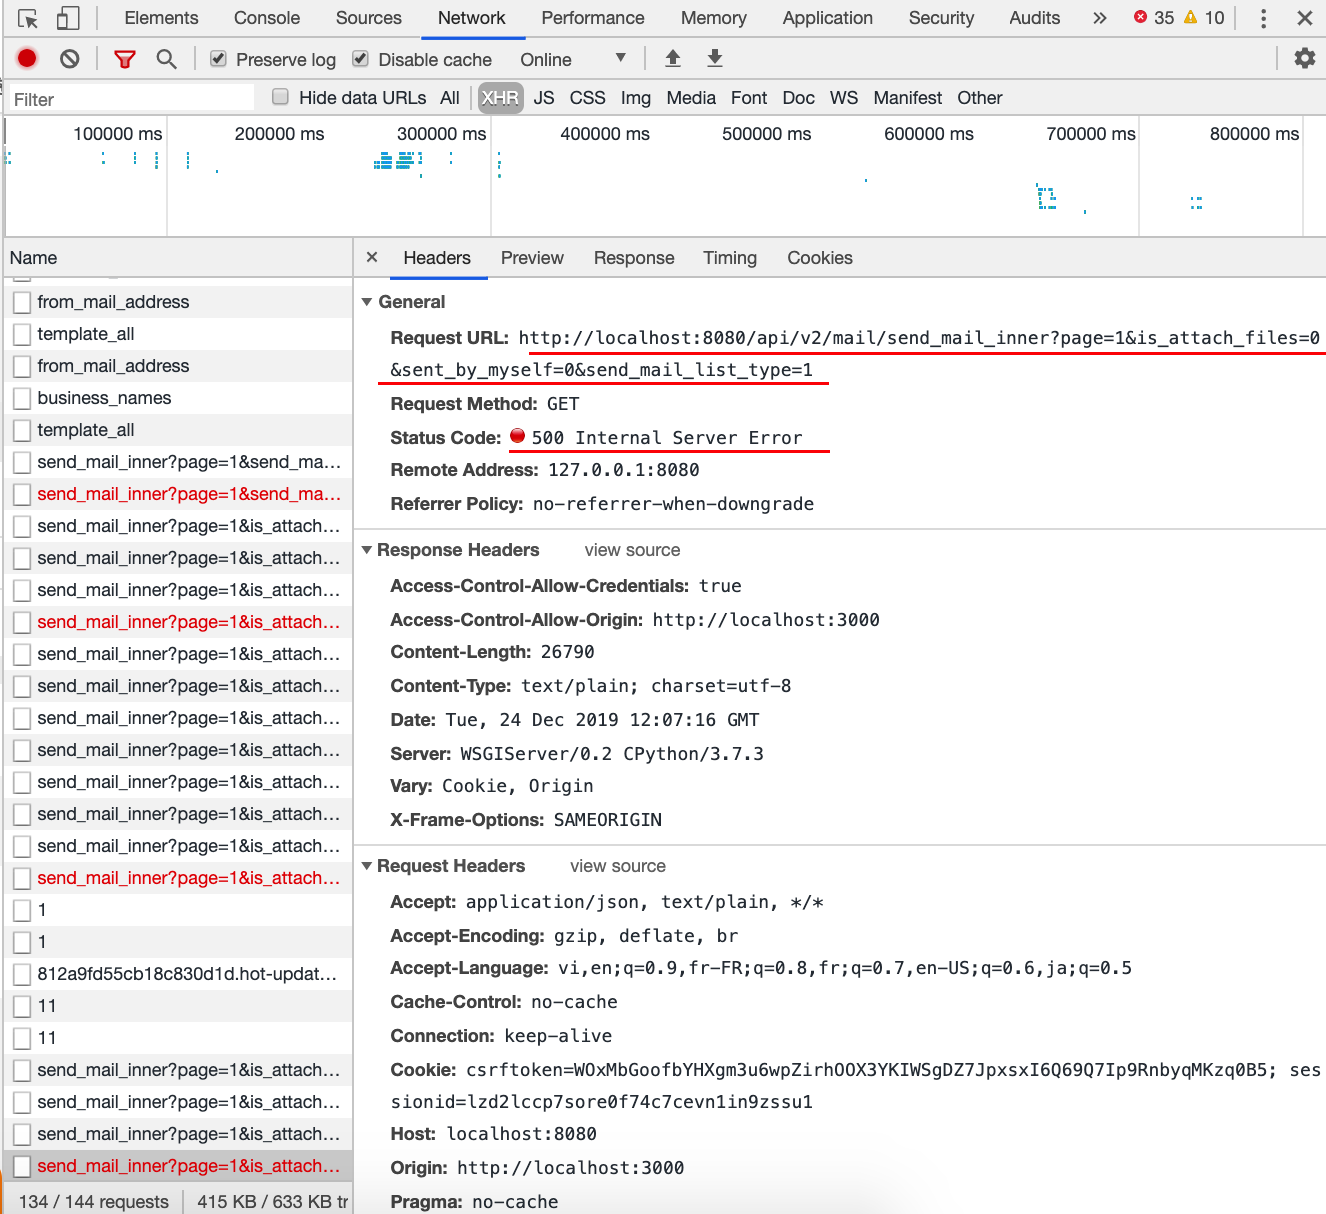 Elements Console Sources Network Performance Memory Application Security Audits » 35 10
Preserve log Disable cache Online
Filter Hide data URLs All XHR JS CSS Img Media Font Doc WS Manifest Other
100000 ms 200000 ms 300000 ms 400000 ms 500000 ms 600000 ms 700000 ms 800000 ms
Name
from_mail_address
template_all
from_mail_address
business_names
template_all
send_mail_inner?page=1&send_ma...
send_mail_inner?page=1&send_ma...
send_mail_inner?page=1&is_attach...
send_mail_inner?page=1&is_attach...
send_mail_inner?page=1&is_attach...
send_mail_inner?page=1&is_attach...
send_mail_inner?page=1&is_attach...
send_mail_inner?page=1&is_attach...
send_mail_inner?page=1&is_attach...
send_mail_inner?page=1&is_attach...
send_mail_inner?page=1&is_attach...
send_mail_inner?page=1&is_attach...
send_mail_inner?page=1&is_attach...
send_mail_inner?page=1&is_attach...
1
1
812a9fd55cb18c830d1d.hot-updat...
11
11
send_mail_inner?page=1&is_attach...
send_mail_inner?page=1&is_attach...
send_mail_inner?page=1&is_attach...
send_mail_inner?page=1&is_attach...
134 / 144 requests 415 KB / 633 KB tr
× Headers Preview Response Timing Cookies
General
Request URL: http://localhost:8080/api/v2/mail/send_mail_inner?page=1&is_attach_files=0
&sent_by_myself=0&send_mail_list_type=1
Request Method: GET
Status Code: 500 Internal Server Error
Remote Address: 127.0.0.1:8080
Referrer Policy: no-referrer-when-downgrade
Response Headers view source
Access-Control-Allow-Credentials: true
Access-Control-Allow-Origin: http://localhost:3000
Content-Length: 26790
Content-Type: text/plain; charset=utf-8
Date: Tue, 24 Dec 2019 12:07:16 GMT
Server: WSGIServer/0.2 CPython/3.7.3
Vary: Cookie, Origin
X-Frame-Options: SAMEORIGIN
Request Headers view source
Accept: application/json, text/plain, */*
Accept-Encoding: gzip, deflate, br
Accept-Language: vi,en;q=0.9,fr-FR;q=0.8,fr;q=0.7,en-US;q=0.6,ja;q=0.5
Cache-Control: no-cache
Connection: keep-alive
Cookie: csrftoken=WOxMbGoofbYHXgm3u6wpZirhOOX3YKIWSgDZ7JpxsxI6Q69Q7Ip9RnbyqMKzq0B5; ses
sionid=lzd2lccp7sore0f74c7cevn1in9zssu1
Host: localhost:8080
Origin: http://localhost:3000
Pragma: no-cache